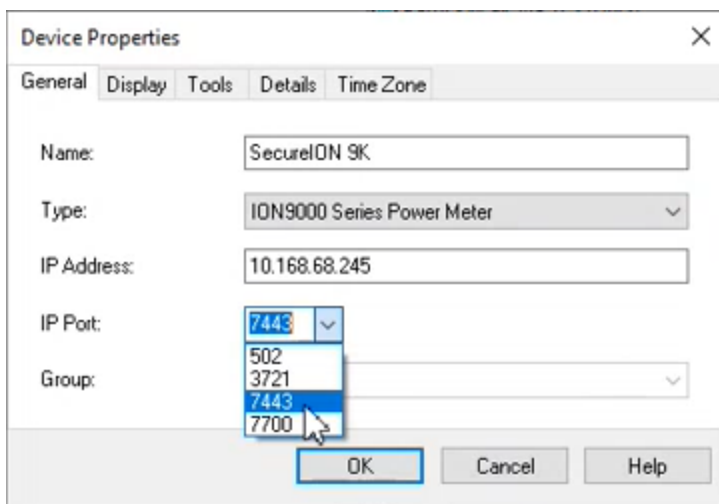 Device Properties
General Display Tools Details Time Zone
Name: SecureION 9K
Type: ION9000 Series Power Meter
IP Address: 10.168.68.245
IP Port: 7443
502
3721
Group:
7443
7700
OK Cancel Help